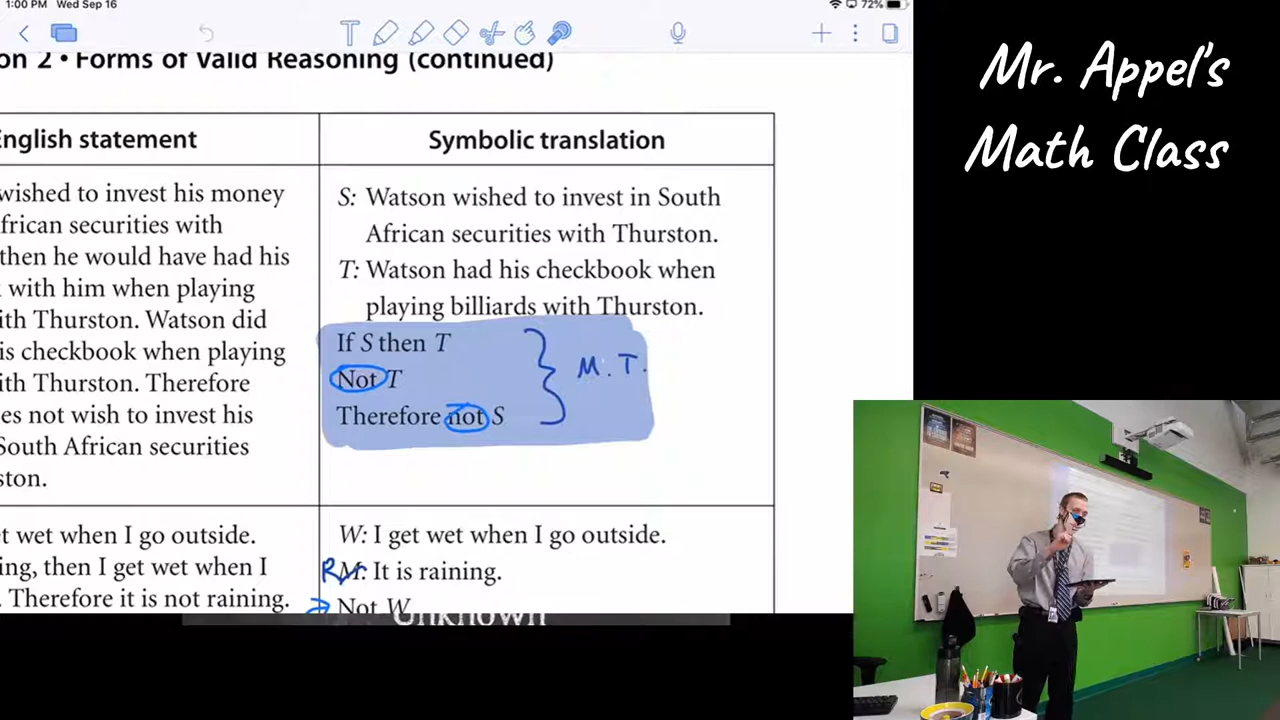 1:00 PM Wed Sep 16
72%
T
on 2 • Forms of Valid Reasoning (continued)
Mr. Appel's
Math Class
English statement
Symbolic translation
wished to invest his money
frican securities with
then he would have had his
with him when playing
ith Thurston. Watson did
is checkbook when playing
ith Thurston. Therefore
es not wish to invest his
South African securities
ston.
S: Watson wished to invest in South
African securities with Thurston.
T: Watson had his checkbook when
playing billiards with Thurston.
If S then T
Not T
Therefore not S
M.T.
et wet when I go outside.
ing, then I get wet when I
. Therefore it is not raining.
W: I get wet when I go outside.
R M: It is raining.
→ Not W
Unknown